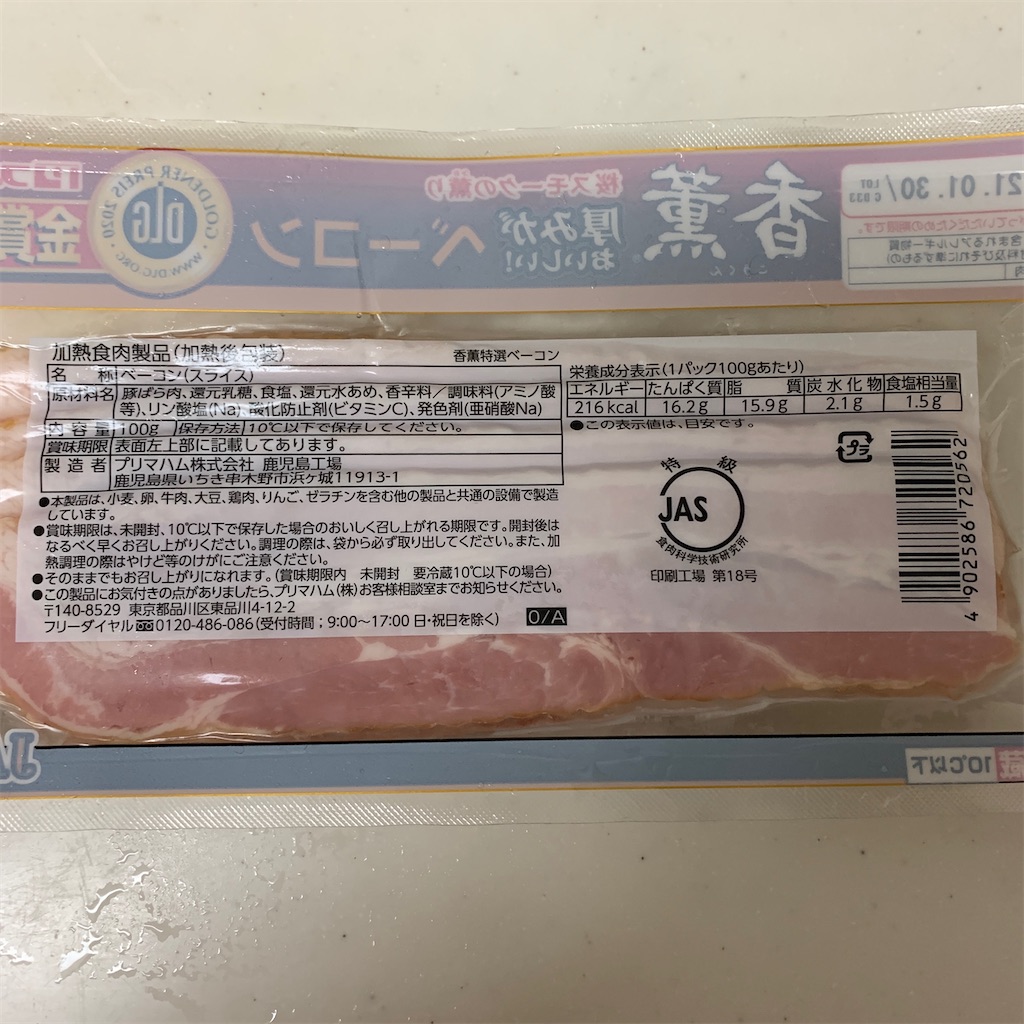 香薫
桜スモークの薫り
厚みが
おいしい!
ベーコン
こうくん
GOLDENER PREIS 2020
DLG
WWW.DLG.ORG
金賞
21.01.30/
LOT
C B33
加熱食肉製品(加熱後包装)
香薫特選ベーコン
名 称 ベーコン(スライス)
原材料名 豚ばら肉、還元乳糖、食塩、還元水あめ、香辛料/調味料(アミノ酸
等)、リン酸塩(Na)、酸化防止剤(ビタミンC)、発色剤(亜硝酸Na)
内容量 100g 保存方法 10℃以下で保存してください。
賞味期限 表面左上部に記載してあります。
製造者 プリマハム株式会社 鹿児島工場
鹿児島県いちき串木野市浜ヶ城11913-1
栄養成分表示(1パック100gあたり)
エネルギー たんぱく質 脂質 炭水化物 食塩相当量
216kcal 16.2g 15.9g 2.1g 1.5g
●この表示値は、目安です。
●本製品は、小麦、卵、牛肉、大豆、鶏肉、りんご、ゼラチンを含む他の製品と共通の設備で製造
しています。
●賞味期限は、未開封、10℃以下で保存した場合のおいしく召し上がれる期限です。開封後は
なるべく早くお召し上がりください。調理の際は、袋から必ず取り出してください。また、加
熱調理の際はやけど等のけがにご注意ください。
●そのままでもお召し上がりになれます。(賞味期限内 未開封 要冷蔵10℃以下の場合)
●この製品にお気付きの点がありましたら、プリマハム(株)お客様相談室までお知らせください。
〒140-8529 東京都品川区東品川4-12-2
フリーダイヤル 0120-486-086(受付時間;9:00〜17:00 日・祝日を除く)
O/A
特級
JAS
食肉科学技術研究所
印刷工場 第18号
プラ
4902586720562
10℃以下